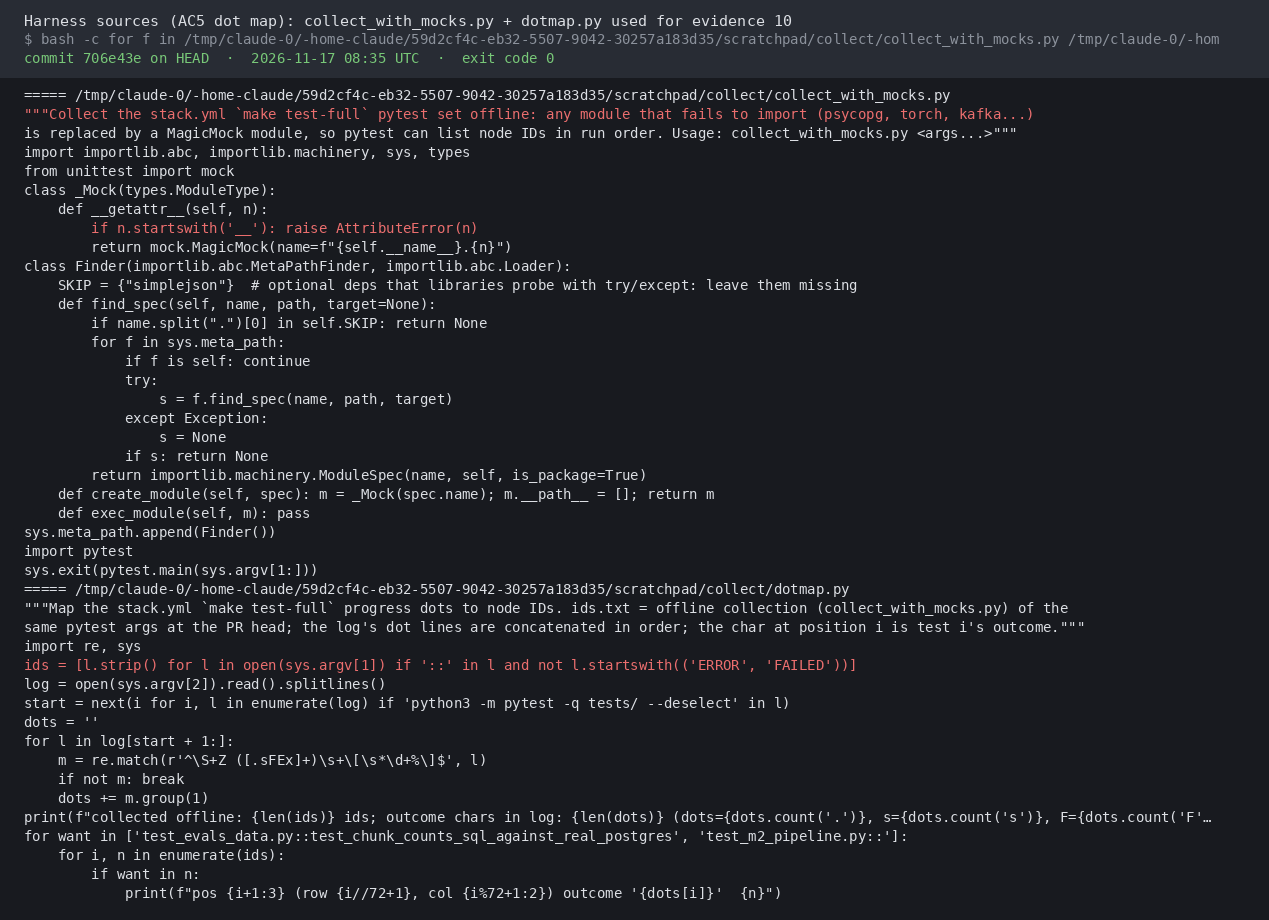 Harness sources (AC5 dot map): collect_with_mocks.py + dotmap.py used for evidence 10
$ bash -c for f in /tmp/claude-0/-home-claude/59d2cf4c-eb32-5507-9042-30257a183d35/scratchpad/collect/collect_with_mocks.py /tmp/claude-0/-hom
commit 706e43e on HEAD  ·  2026-11-17 08:35 UTC  ·  exit code 0
===== /tmp/claude-0/-home-claude/59d2cf4c-eb32-5507-9042-30257a183d35/scratchpad/collect/collect_with_mocks.py
"""Collect the stack.yml `make test-full` pytest set offline: any module that fails to import (psycopg, torch, kafka...)
is replaced by a MagicMock module, so pytest can list node IDs in run order. Usage: collect_with_mocks.py <args...>"""
import importlib.abc, importlib.machinery, sys, types
from unittest import mock
class _Mock(types.ModuleType):
    def __getattr__(self, n):
        if n.startswith('__'): raise AttributeError(n)
        return mock.MagicMock(name=f"{self.__name__}.{n}")
class Finder(importlib.abc.MetaPathFinder, importlib.abc.Loader):
    SKIP = {"simplejson"}  # optional deps that libraries probe with try/except: leave them missing
    def find_spec(self, name, path, target=None):
        if name.split(".")[0] in self.SKIP: return None
        for f in sys.meta_path:
            if f is self: continue
            try:
                s = f.find_spec(name, path, target)
            except Exception:
                s = None
            if s: return None
        return importlib.machinery.ModuleSpec(name, self, is_package=True)
    def create_module(self, spec): m = _Mock(spec.name); m.__path__ = []; return m
    def exec_module(self, m): pass
sys.meta_path.append(Finder())
import pytest
sys.exit(pytest.main(sys.argv[1:]))
===== /tmp/claude-0/-home-claude/59d2cf4c-eb32-5507-9042-30257a183d35/scratchpad/collect/dotmap.py
"""Map the stack.yml `make test-full` progress dots to node IDs. ids.txt = offline collection (collect_with_mocks.py) of the
same pytest args at the PR head; the log's dot lines are concatenated in order; the char at position i is test i's outcome."""
import re, sys
ids = [l.strip() for l in open(sys.argv[1]) if '::' in l and not l.startswith(('ERROR', 'FAILED'))]
log = open(sys.argv[2]).read().splitlines()
start = next(i for i, l in enumerate(log) if 'python3 -m pytest -q tests/ --deselect' in l)
dots = ''
for l in log[start + 1:]:
    m = re.match(r'^\S+Z ([.sFEx]+)\s+\[\s*\d+%\]$', l)
    if not m: break
    dots += m.group(1)
print(f"collected offline: {len(ids)} ids; outcome chars in log: {len(dots)} (dots={dots.count('.')}, s={dots.count('s')}, F={dots.count('F'…
for want in ['test_evals_data.py::test_chunk_counts_sql_against_real_postgres', 'test_m2_pipeline.py::']:
    for i, n in enumerate(ids):
        if want in n:
            print(f"pos {i+1:3} (row {i//72+1}, col {i%72+1:2}) outcome '{dots[i]}'  {n}")